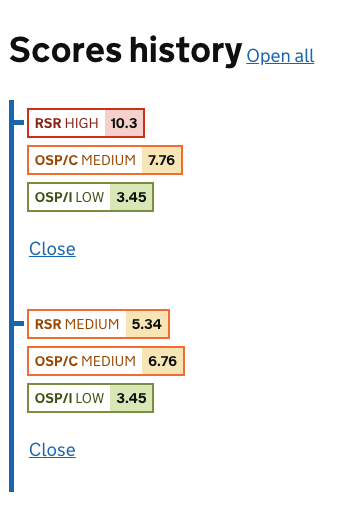 Scores history Open all
RSR HIGH 10.3
OSP/C MEDIUM 7.76
OSP/I LOW 3.45
Close
RSR MEDIUM 5.34
OSP/C MEDIUM 6.76
OSP/I LOW 3.45
Close